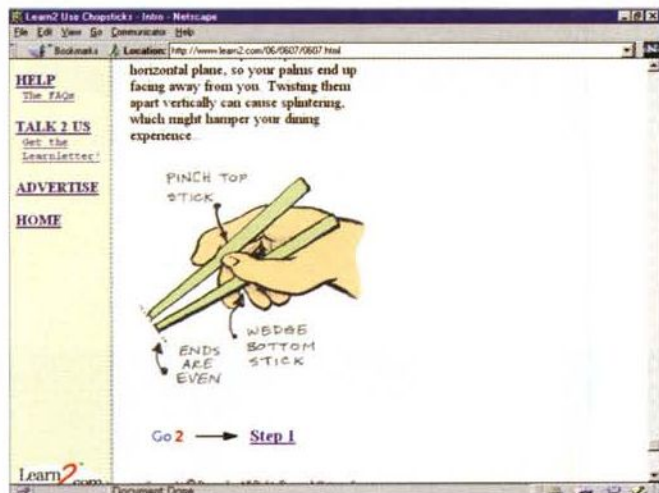 Learn2 Use Chopsticks - Intro - Netscape
File Edit View Go Communicator Help
Bookmarks Location: http://www.learn2.com/06/0607/0607.html
HELP
The FAQs
TALK 2 US
Get the
Learnletter!
ADVERTISE
HOME
horizontal plane, so your palms end up
facing away from you. Twisting them
apart vertically can cause splintering,
which might hamper your dining
experience.
PINCH TOP
STICK
WEDGE
BOTTOM
STICK
ENDS
ARE
EVEN
Go 2 Step 1
Learn2.com
Document Done